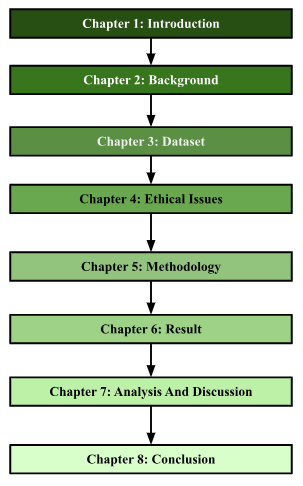 Chapter 1: Introduction
Chapter 2: Background
Chapter 3: Dataset
Chapter 4: Ethical Issues
Chapter 5: Methodology
Chapter 6: Result
Chapter 7: Analysis And Discussion
Chapter 8: Conclusion